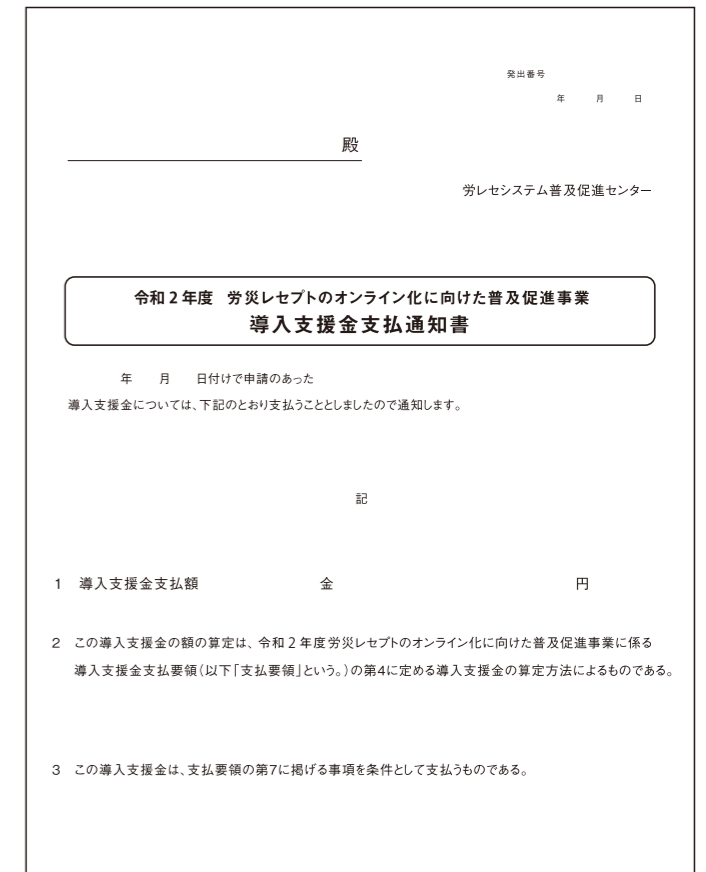 発出番号
年　　月　　日
殿
労レセシステム普及促進センター
令和２年度　労災レセプトのオンライン化に向けた普及促進事業
導入支援金支払通知書
年　　月　　日付けで申請のあった
導入支援金については、下記のとおり支払うこととしましたので通知します。
記
1　導入支援金支払額　　　　　　金　　　　　　　　　　　　円
2　この導入支援金の額の算定は、令和２年度労災レセプトのオンライン化に向けた普及促進事業に係る
導入支援金支払要領（以下「支払要領」という。）の第4に定める導入支援金の算定方法によるものである。
3　この導入支援金は、支払要領の第7に掲げる事項を条件として支払うものである。